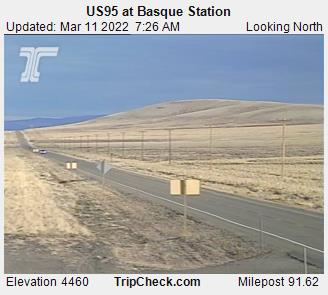 US95 at Basque Station
Updated: Mar 11 2022 7:26 AM Looking North
Elevation 4460 TripCheck.com Milepost 91.62